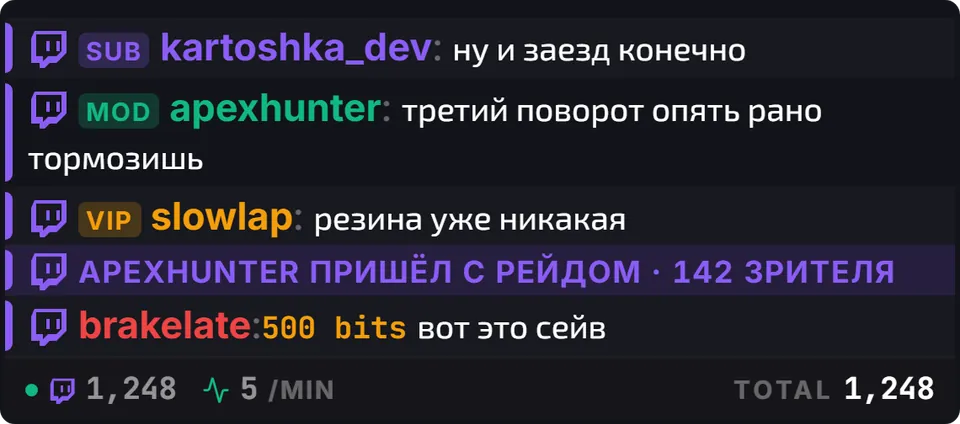 SUB kartoshka_dev: ну и заезд конечно
MOD apexhunter: третий поворот опять рано
тормозишь
VIP slowlap: резина уже никакая
APEXHUNTER ПРИШЁЛ С РЕЙДОМ · 142 ЗРИТЕЛЯ
brakelate:500 bits вот это сейв
1,248 5 /MIN TOTAL 1,248